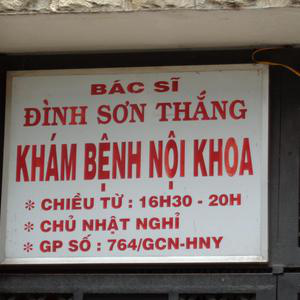 BÁC SĨ
ĐÌNH SƠN THẮNG
KHÁM BỆNH NỘI KHOA
* CHIỀU TỪ : 16H30 - 20H
* CHỦ NHẬT NGHỈ
* GP SỐ : 764/GCN-HNY